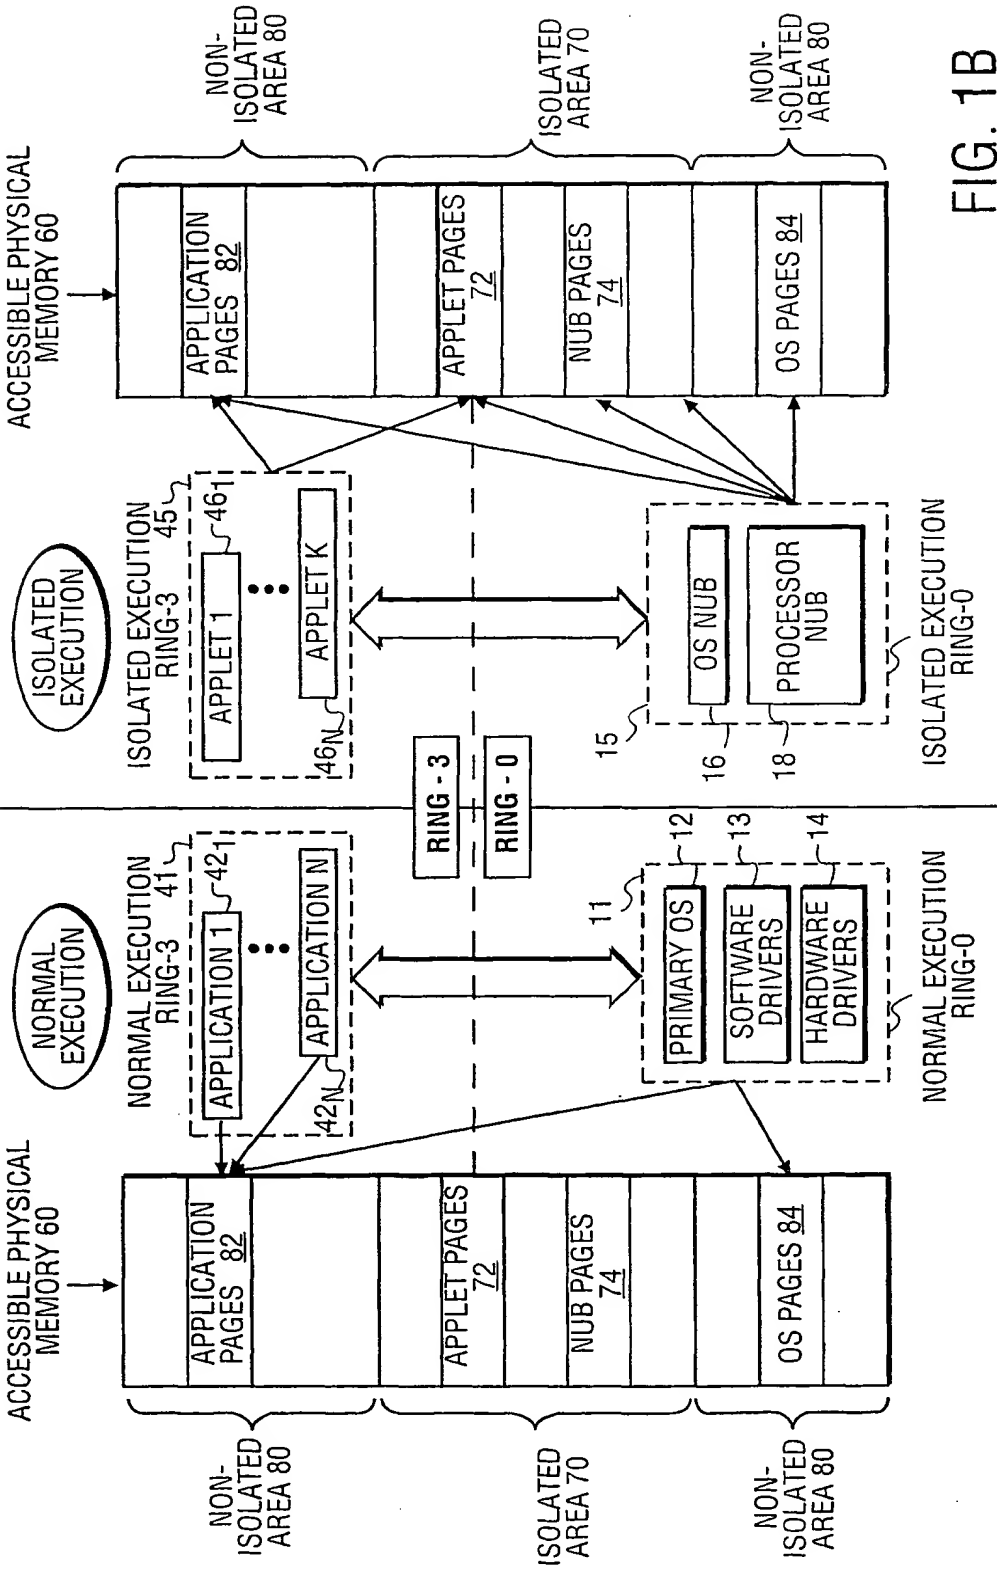 ACCESSIBLE PHYSICAL
MEMORY 60
NORMAL
EXECUTION
ISOLATED
EXECUTION
ACCESSIBLE PHYSICAL
MEMORY 60
NON-
ISOLATED
AREA 80
APPLICATION
PAGES 82
NORMAL EXECUTION
RING-3
41
APPLICATION 1
42₁
APPLICATION N
42N
ISOLATED EXECUTION
RING-3
45
APPLET 1
46₁
APPLET K
46N
APPLICATION
PAGES 82
NON-
ISOLATED
AREA 80
ISOLATED
AREA 70
APPLET PAGES
72
NUB PAGES
74
RING - 3
RING - 0
APPLET PAGES
72
NUB PAGES
74
ISOLATED
AREA 70
NON-
ISOLATED
AREA 80
OS PAGES 84
11
PRIMARY OS
12
SOFTWARE
DRIVERS
13
HARDWARE
DRIVERS
14
NORMAL EXECUTION
RING-0
15
OS NUB
16
PROCESSOR
NUB
18
ISOLATED EXECUTION
RING-0
OS PAGES 84
NON-
ISOLATED
AREA 80
FIG. 1B